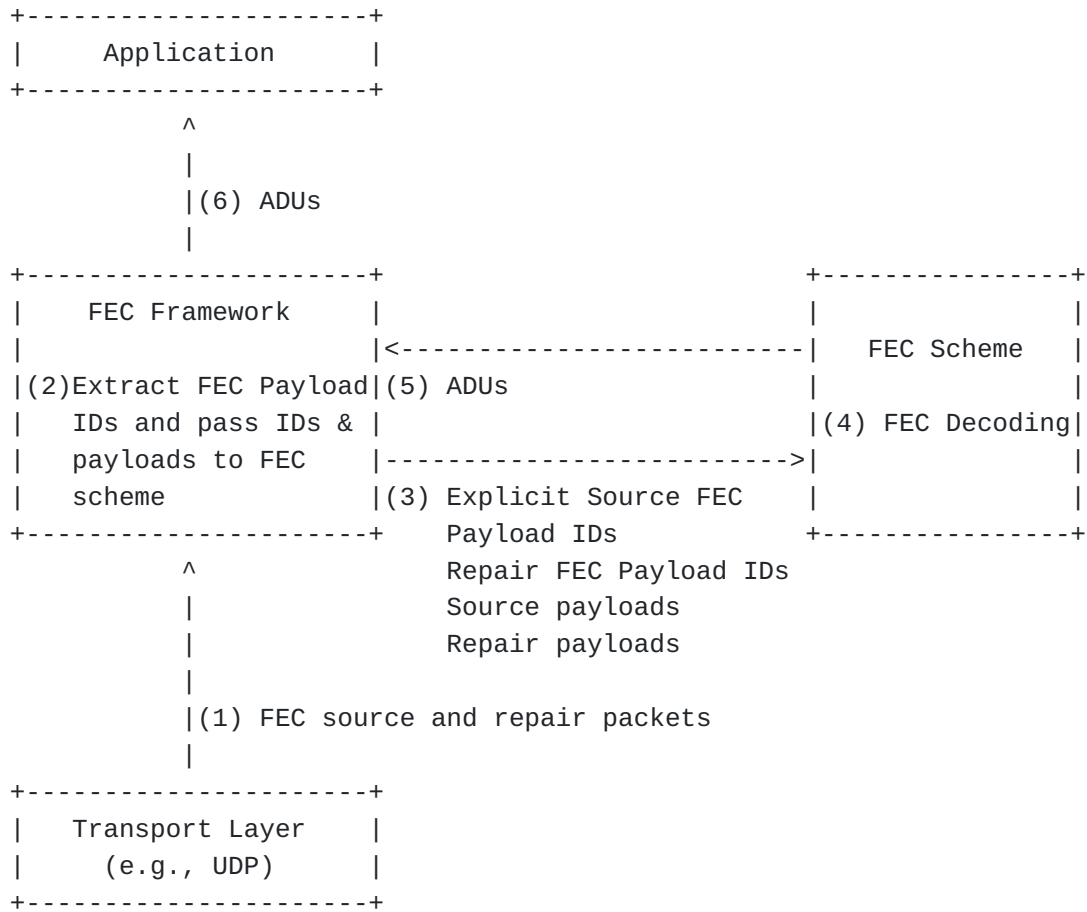 +----------------------+
|     Application      |
+----------------------+
           ^
           |
           |(6) ADUs
           |
+----------------------+                           +----------------+
|    FEC Framework     |                           |                |
|                      |<--------------------------|   FEC Scheme   |
|(2)Extract FEC Payload|(5) ADUs                   |                |
|   IDs and pass IDs & |                           |(4) FEC Decoding|
|   payloads to FEC    |-------------------------->|                |
|   scheme             |(3) Explicit Source FEC    |                |
+----------------------+    Payload IDs            +----------------+
           ^                Repair FEC Payload IDs
           |                Source payloads
           |                Repair payloads
           |
           |(1) FEC source and repair packets
           |
+----------------------+
|   Transport Layer    |
|     (e.g., UDP)      |
+----------------------+